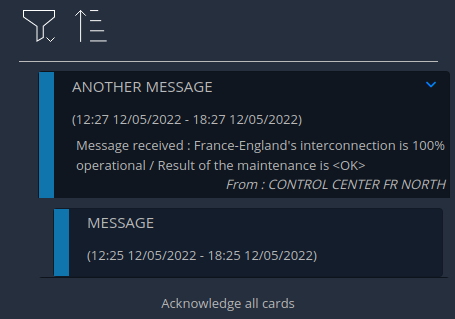 ANOTHER MESSAGE
(12:27 12/05/2022 - 18:27 12/05/2022)
Message received : France-England's interconnection is 100%
operational / Result of the maintenance is <OK>
From : CONTROL CENTER FR NORTH
MESSAGE
(12:25 12/05/2022 - 18:25 12/05/2022)
Acknowledge all cards